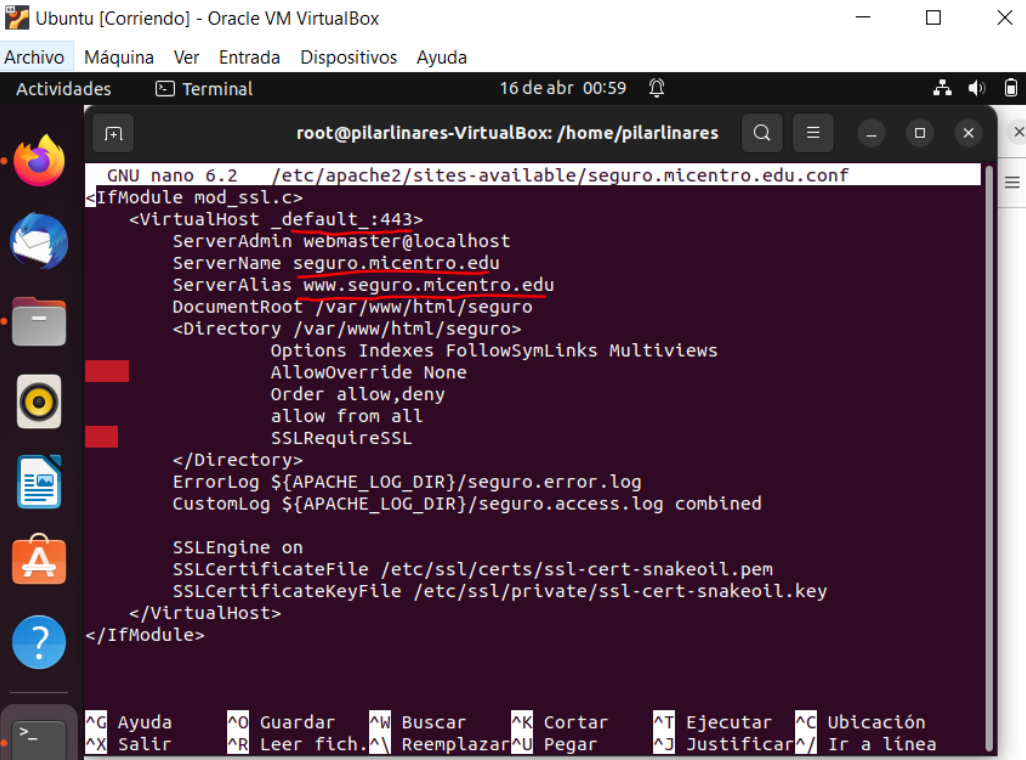 Ubuntu [Corriendo] - Oracle VM VirtualBox
Archivo Máquina Ver Entrada Dispositivos Ayuda
Actividades Terminal 16 de abr 00:59
root@pilarlinares-VirtualBox: /home/pilarlinares
GNU nano 6.2 /etc/apache2/sites-available/seguro.micentro.edu.conf
<IfModule mod_ssl.c>
<VirtualHost _default_:443>
ServerAdmin webmaster@localhost
ServerName seguro.micentro.edu
ServerAlias www.seguro.micentro.edu
DocumentRoot /var/www/html/seguro
<Directory /var/www/html/seguro>
Options Indexes FollowSymLinks Multiviews
AllowOverride None
Order allow,deny
allow from all
SSLRequireSSL
</Directory>
ErrorLog ${APACHE_LOG_DIR}/seguro.error.log
CustomLog ${APACHE_LOG_DIR}/seguro.access.log combined
SSLEngine on
SSLCertificateFile /etc/ssl/certs/ssl-cert-snakeoil.pem
SSLCertificateKeyFile /etc/ssl/private/ssl-cert-snakeoil.key
</VirtualHost>
</IfModule>
^G Ayuda ^O Guardar ^W Buscar ^K Cortar ^T Ejecutar ^C Ubicación
^X Salir ^R Leer fich. ^\ Reemplazar ^U Pegar ^J Justificar ^/ Ir a línea